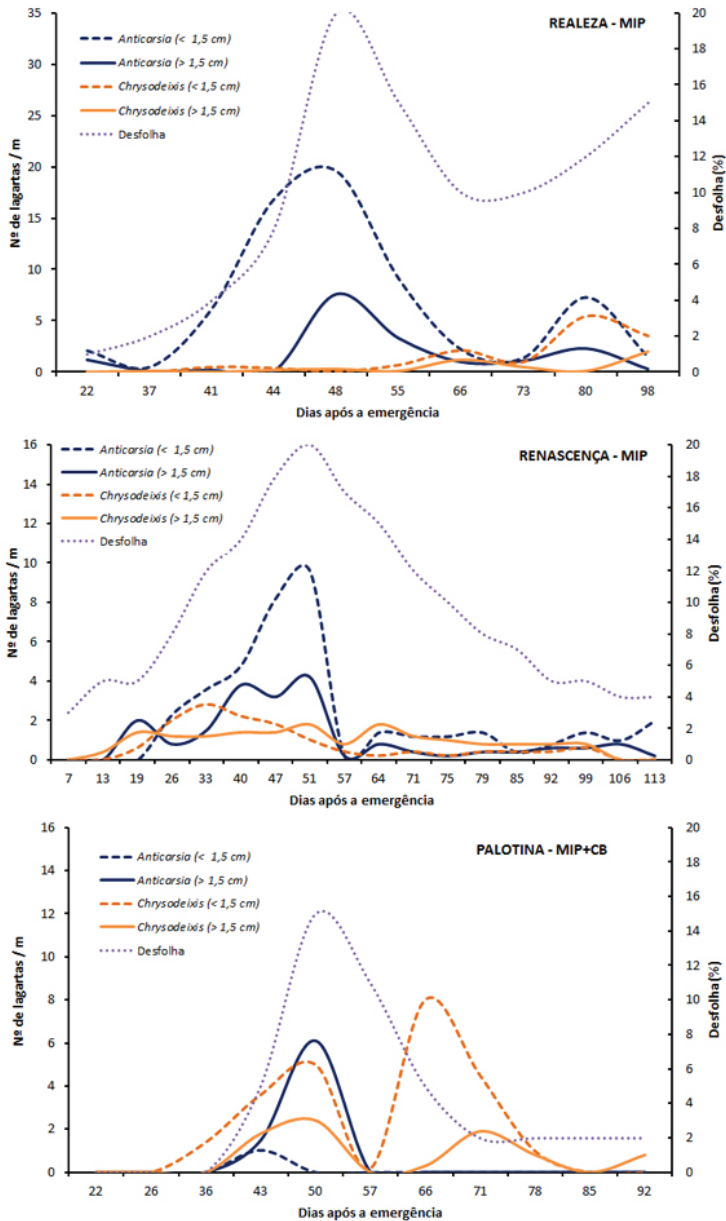 REALEZA - MIP
Anticarsia (< 1,5 cm)
Anticarsia (> 1,5 cm)
Chrysodeixis (< 1,5 cm)
Chrysodeixis (> 1,5 cm)
Desfolha
Nº de lagartas / m
35
30
25
20
15
10
5
0
Desfolha (%)
20
18
16
14
12
10
8
6
4
2
0
22 37 41 44 48 55 66 73 80 98
Dias após a emergência
RENASCENÇA - MIP
Anticarsia (< 1,5 cm)
Anticarsia (> 1,5 cm)
Chrysodeixis (< 1,5 cm)
Chrysodeixis (> 1,5 cm)
Desfolha
Nº de lagartas / m
16
14
12
10
8
6
4
2
0
Desfolha (%)
20
18
16
14
12
10
8
6
4
2
0
7 13 19 26 33 40 47 51 57 64 71 75 79 85 92 99 106 113
Dias após a emergência
PALOTINA - MIP+CB
Anticarsia (< 1,5 cm)
Anticarsia (> 1,5 cm)
Chrysodeixis (< 1,5 cm)
Chrysodeixis (> 1,5 cm)
Desfolha
Nº de lagartas / m
16
14
12
10
8
6
4
2
0
Desfolha (%)
20
18
16
14
12
10
8
6
4
2
0
22 26 36 43 50 57 66 71 78 85 92
Dias após a emergência